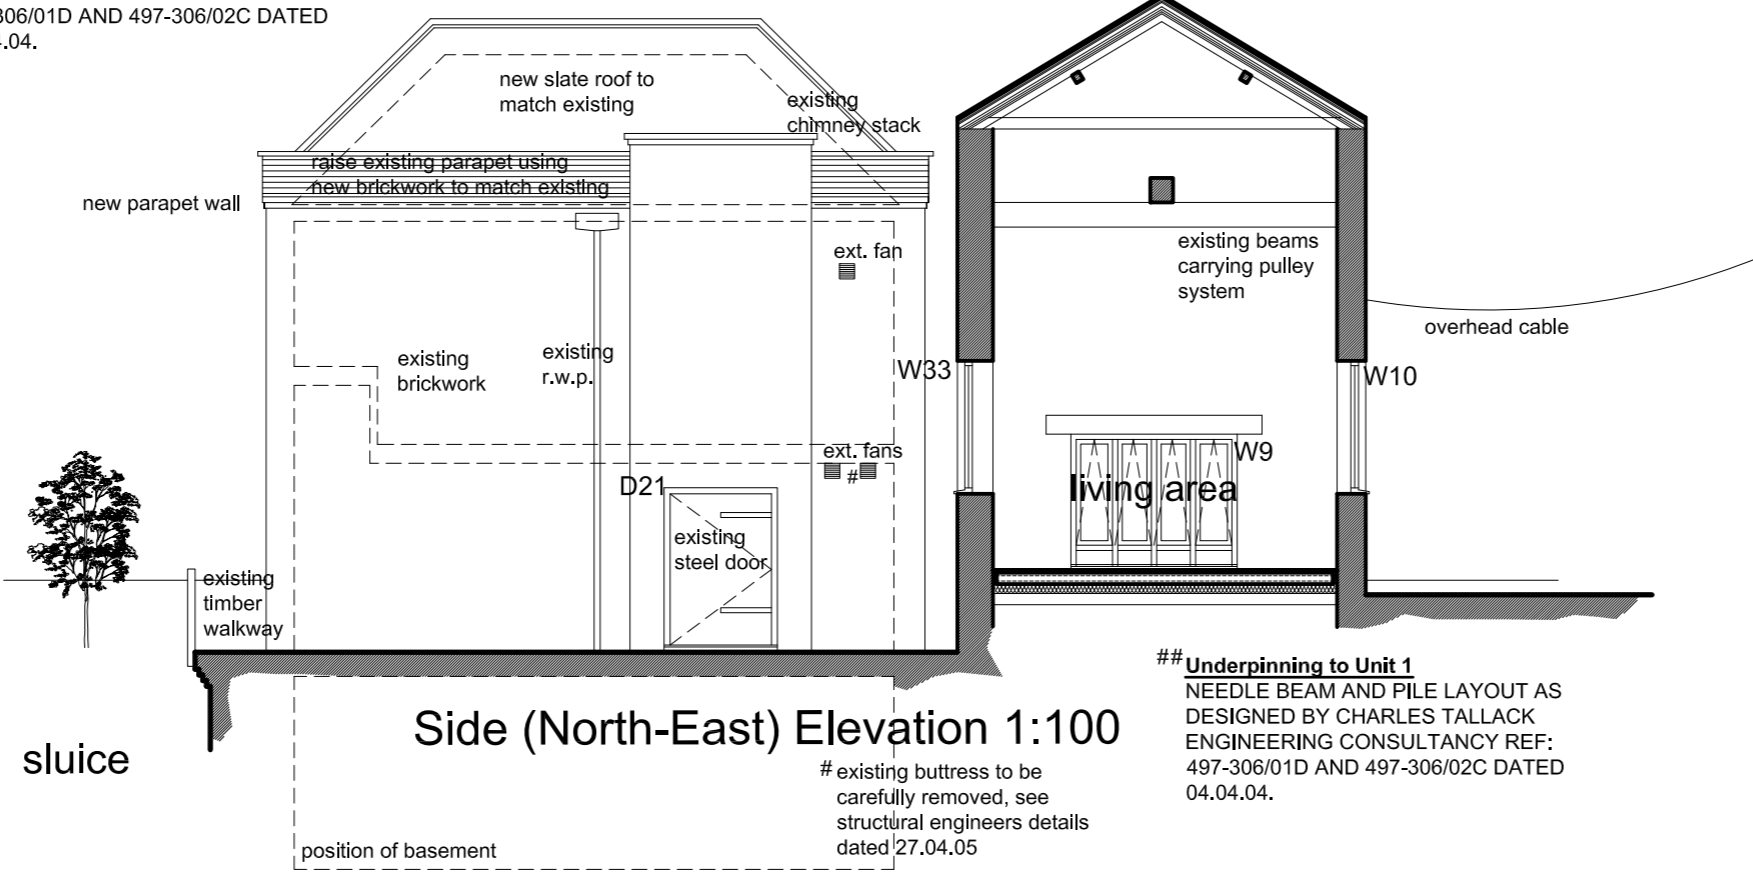 306/01D AND 497-306/02C DATED
.04.
new slate roof to
match existing
existing
chimney stack
raise existing parapet using
new brickwork to match existing
new parapet wall
ext. fan
existing beams
carrying pulley
system
overhead cable
existing
brickwork
existing
r.w.p.
W33
W10
ext. fans
#
W9
D21
living area
existing
steel door
existing
timber
walkway
## Underpinning to Unit 1
NEEDLE BEAM AND PILE LAYOUT AS
DESIGNED BY CHARLES TALLACK
ENGINEERING CONSULTANCY REF:
497-306/01D AND 497-306/02C DATED
04.04.04.
Side (North-East) Elevation 1:100
sluice
# existing buttress to be
carefully removed, see
structural engineers details
dated 27.04.05
position of basement